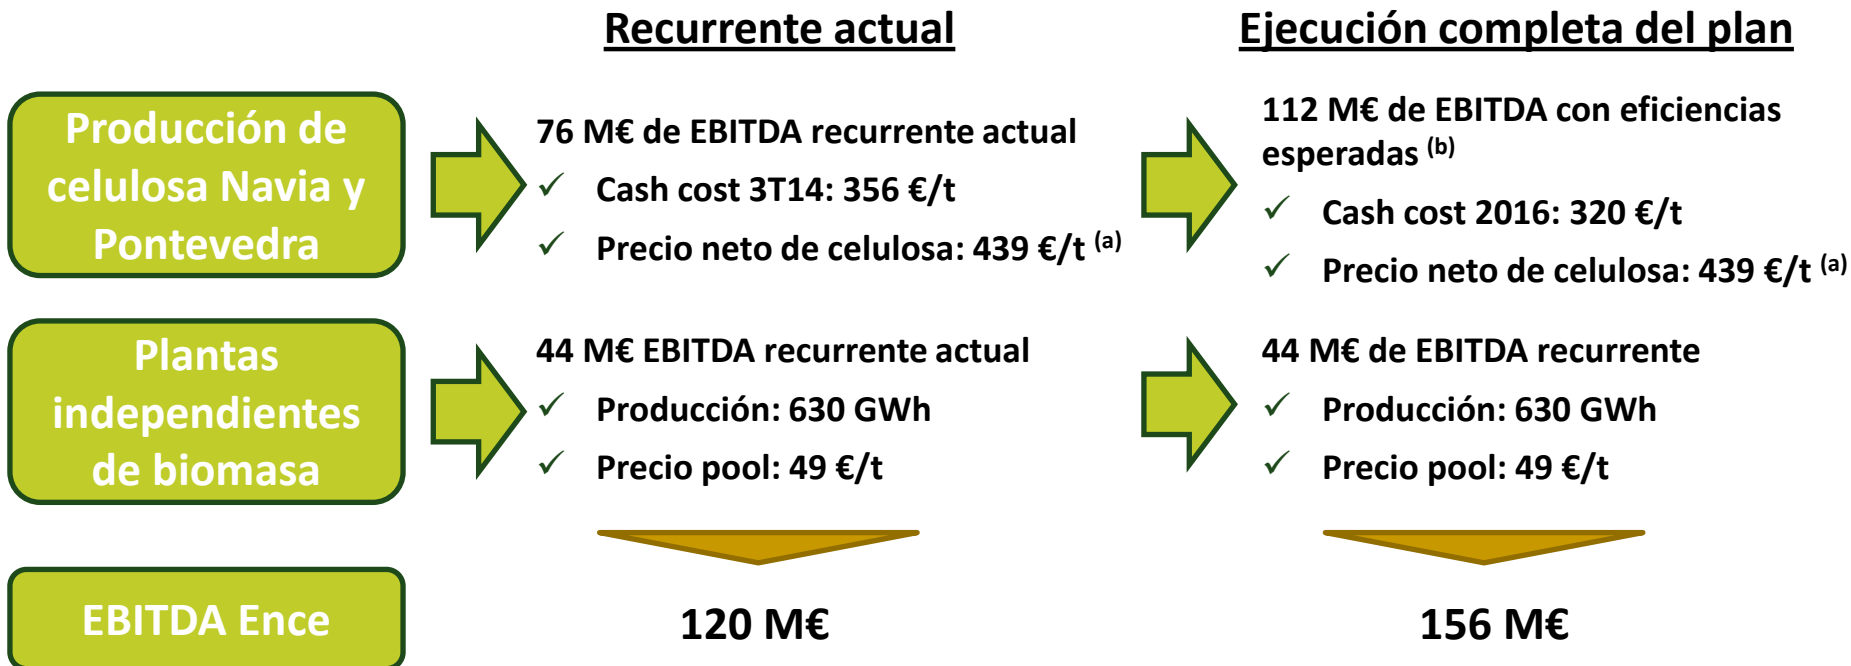 Recurrente actual
Ejecución completa del plan
Producción de
celulosa Navia y
Pontevedra
76 M€ de EBITDA recurrente actual
✓ Cash cost 3T14: 356 €/t
✓ Precio neto de celulosa: 439 €/t (a)
112 M€ de EBITDA con eficiencias
esperadas (b)
✓ Cash cost 2016: 320 €/t
✓ Precio neto de celulosa: 439 €/t (a)
Plantas
independientes
de biomasa
44 M€ EBITDA recurrente actual
✓ Producción: 630 GWh
✓ Precio pool: 49 €/t
44 M€ de EBITDA recurrente
✓ Producción: 630 GWh
✓ Precio pool: 49 €/t
EBITDA Ence
120 M€
156 M€